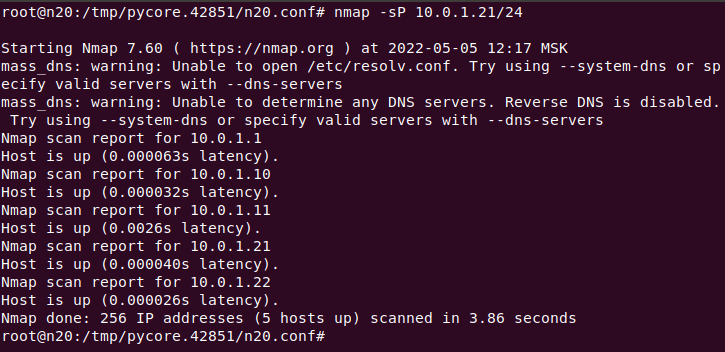 root@n20:/tmp/pycore.42851/n20.conf# nmap -sP 10.0.1.21/24

Starting Nmap 7.60 ( https://nmap.org ) at 2022-05-05 12:17 MSK
mass_dns: warning: Unable to open /etc/resolv.conf. Try using --system-dns or sp
ecify valid servers with --dns-servers
mass_dns: warning: Unable to determine any DNS servers. Reverse DNS is disabled.
 Try using --system-dns or specify valid servers with --dns-servers
Nmap scan report for 10.0.1.1
Host is up (0.000063s latency).
Nmap scan report for 10.0.1.10
Host is up (0.000032s latency).
Nmap scan report for 10.0.1.11
Host is up (0.0026s latency).
Nmap scan report for 10.0.1.21
Host is up (0.000040s latency).
Nmap scan report for 10.0.1.22
Host is up (0.000026s latency).
Nmap done: 256 IP addresses (5 hosts up) scanned in 3.86 seconds
root@n20:/tmp/pycore.42851/n20.conf#